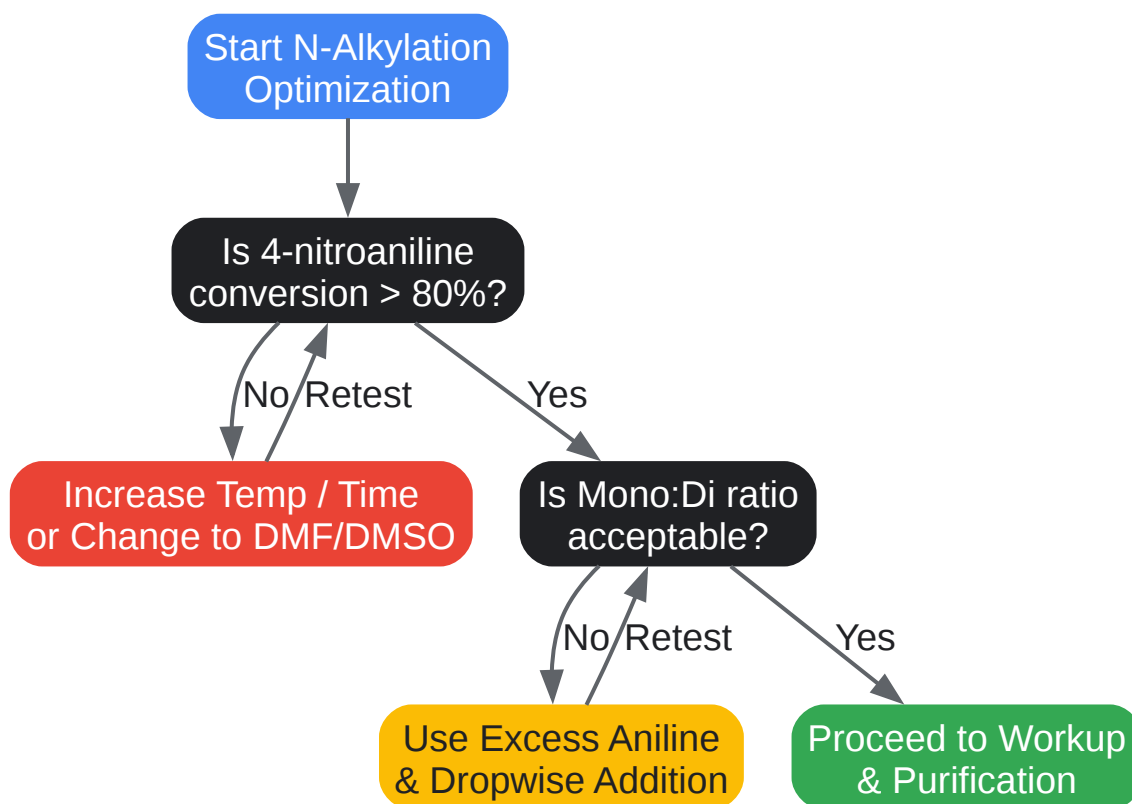 Start N-Alkylation
Optimization
Is 4-nitroaniline
conversion > 80%?
No
Retest
Yes
Increase Temp / Time
or Change to DMF/DMSO
Is Mono:Di ratio
acceptable?
No
Retest
Yes
Use Excess Aniline
& Dropwise Addition
Proceed to Workup
& Purification